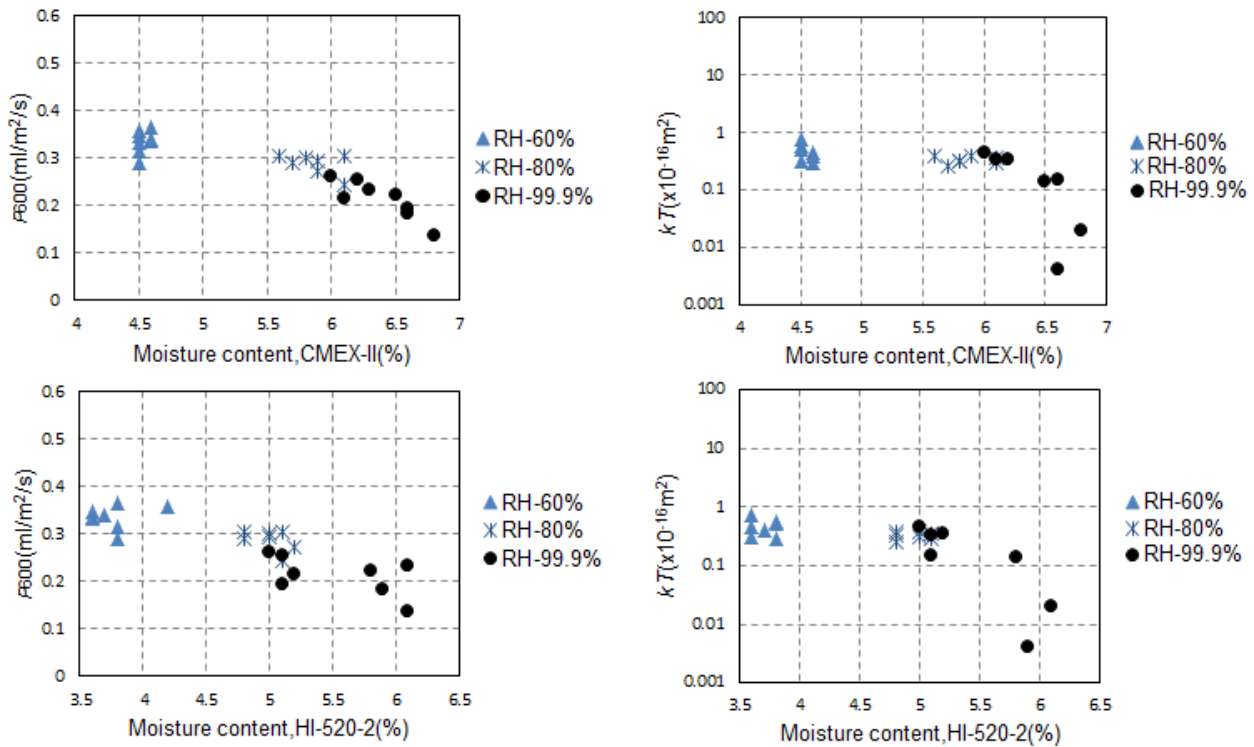 0.6
0.5
0.4
0.3
0.2
0.1
0
P600(ml/m²/s)
4 4.5 5 5.5 6 6.5 7
Moisture content,CMEX-II(%)
RH-60%
RH-80%
RH-99.9%
100
10
1
0.1
0.01
0.001
kT(x10⁻¹⁶m²)
4 4.5 5 5.5 6 6.5 7
Moisture content,CMEX-II(%)
RH-60%
RH-80%
RH-99.9%
0.6
0.5
0.4
0.3
0.2
0.1
0
P600(ml/m²/s)
3.5 4 4.5 5 5.5 6 6.5
Moisture content,HI-520-2(%)
RH-60%
RH-80%
RH-99.9%
100
10
1
0.1
0.01
0.001
kT(x10⁻¹⁶m²)
3.5 4 4.5 5 5.5 6 6.5
Moisture content,HI-520-2(%)
RH-60%
RH-80%
RH-99.9%